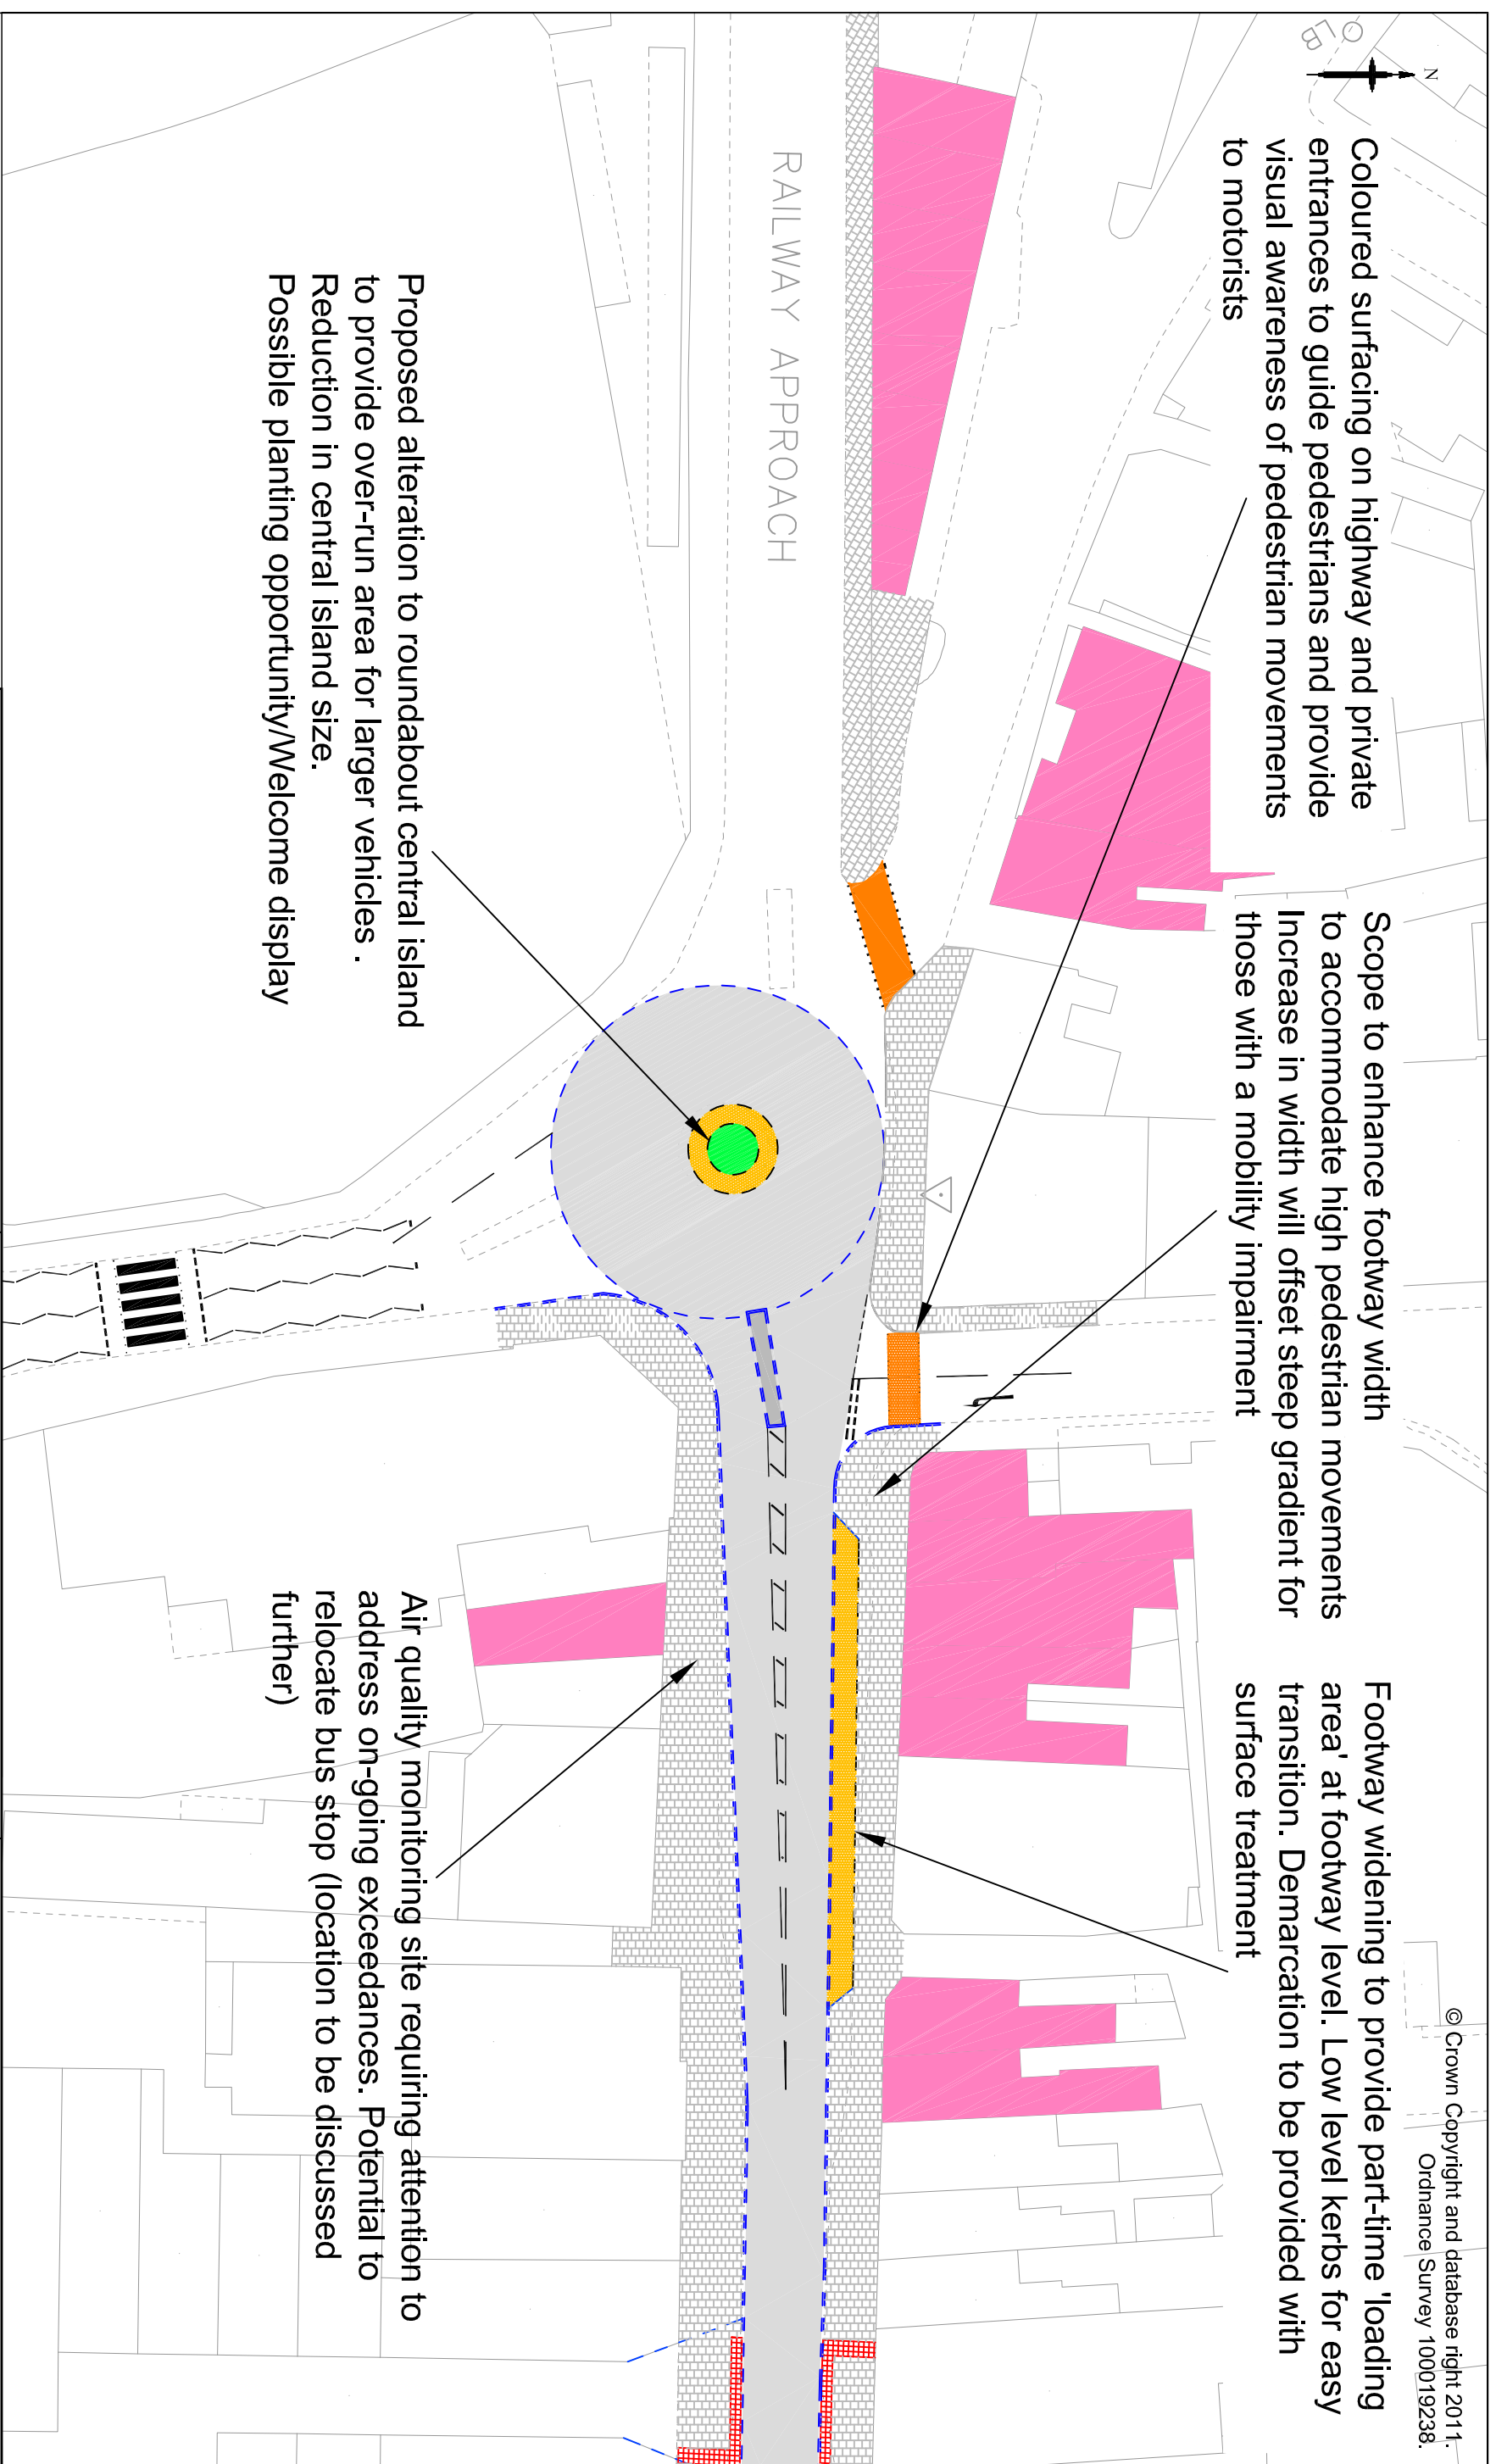 © Crown Copyright and database right 2011.
Ordnance Survey 100019238.
N
Coloured surfacing on highway and private
entrances to guide pedestrians and provide
visual awareness of pedestrian movements
to motorists
Scope to enhance footway width
to accommodate high pedestrian movements
Increase in width will offset steep gradient for
those with a mobility impairment
Footway widening to provide part-time 'loading
area' at footway level. Low level kerbs for easy
transition. Demarcation to be provided with
surface treatment
RAILWAY APPROACH
Proposed alteration to roundabout central island
to provide over-run area for larger vehicles .
Reduction in central island size.
Possible planting opportunity/Welcome display
Air quality monitoring site requiring attention to
address on-going exceedances. Potential to
relocate bus stop (location to be discussed
further)